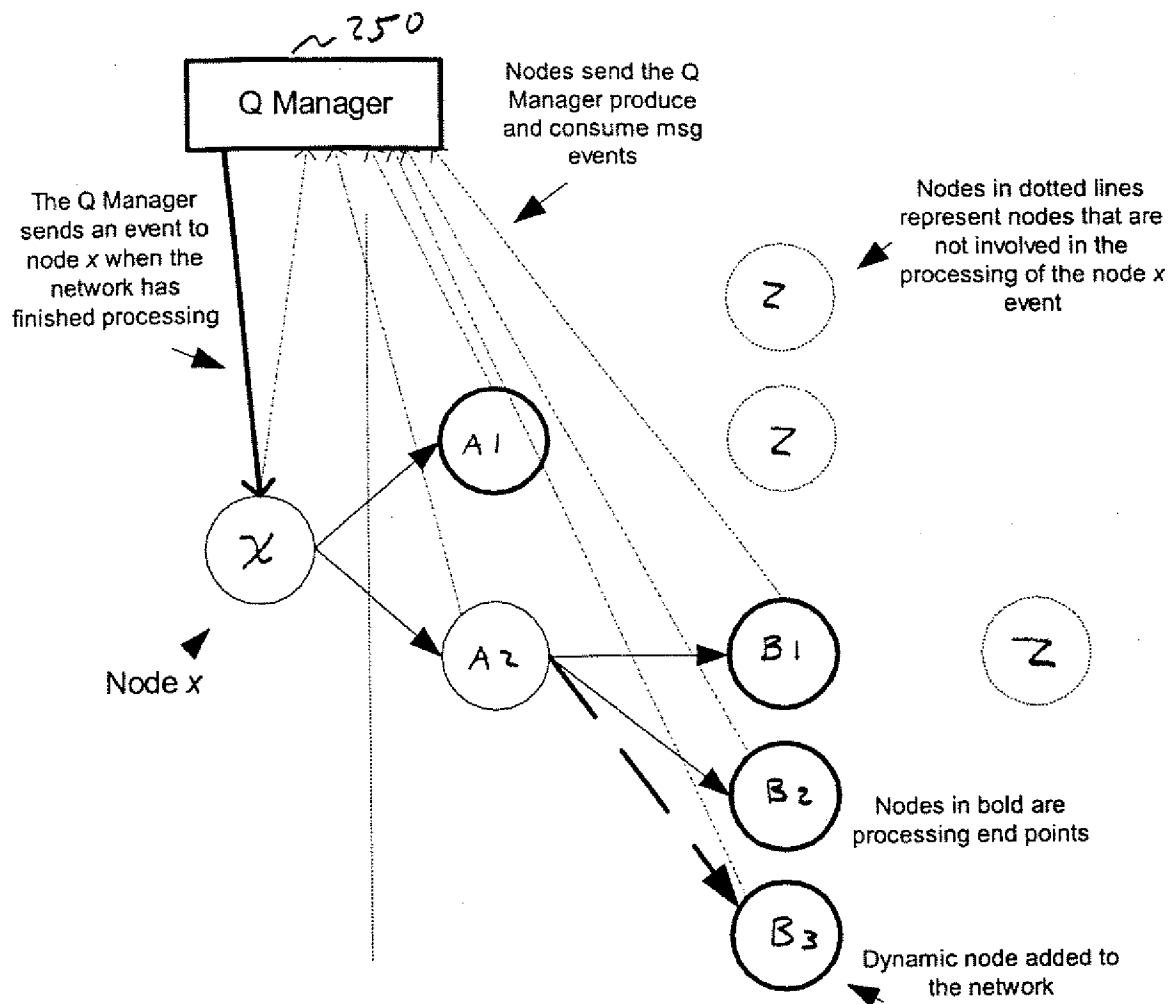 ~250
Q Manager
Nodes send the Q
Manager produce
and consume msg
events
The Q Manager
sends an event to
node x when the
network has
finished processing
Nodes in dotted lines
represent nodes that are
not involved in the
processing of the node x
event
Z
A1
Z
X
A2
B1
Z
Node x
B2
Nodes in bold are
processing end points
B3
Dynamic node added to
the network